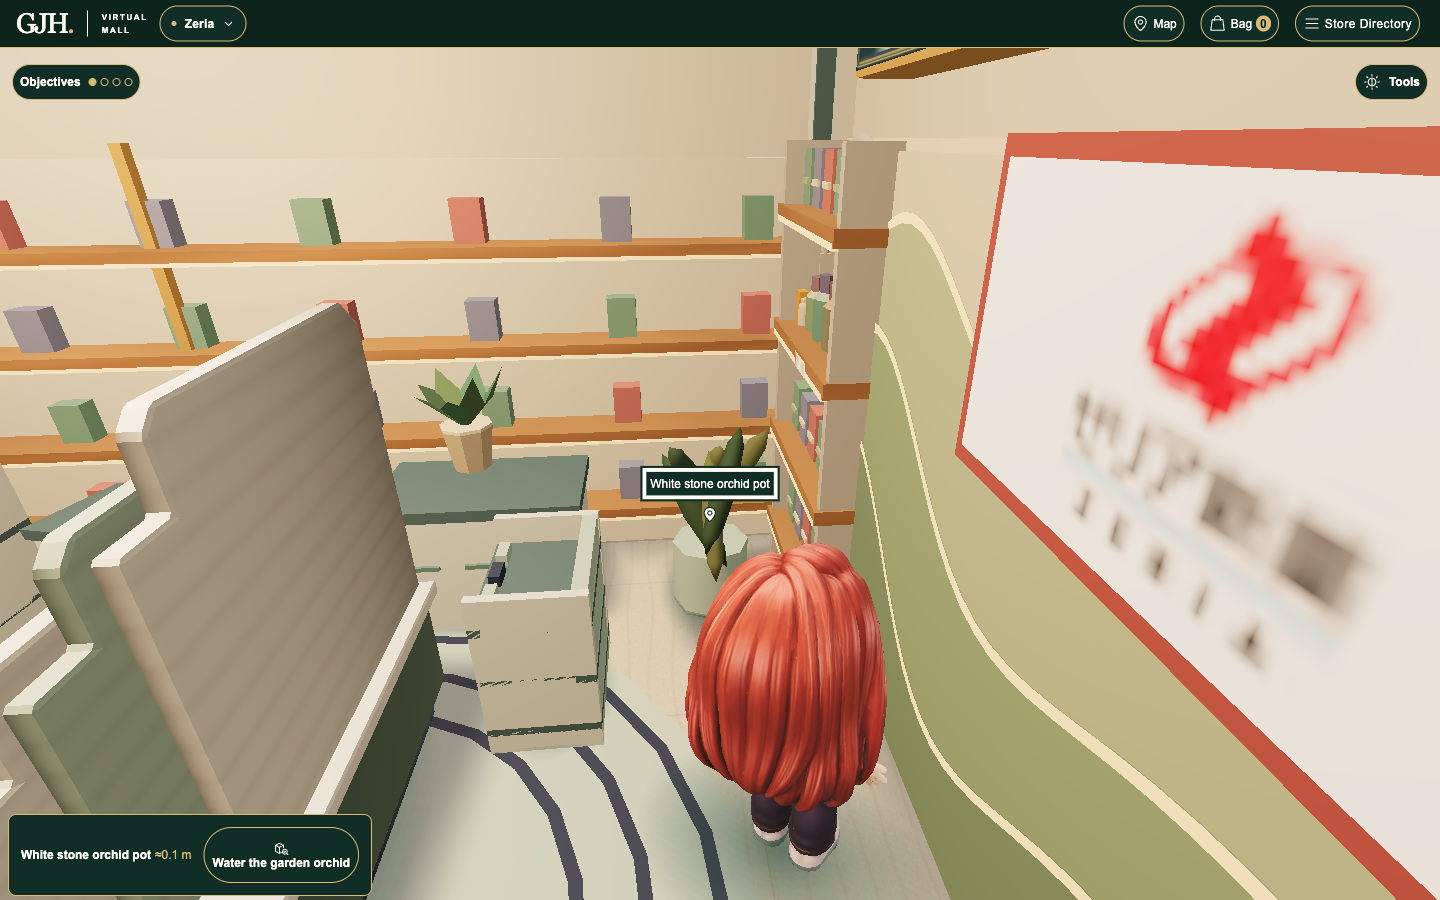 GJH.
VIRTUAL
MALL
Zeria
Map
Bag 0
Store Directory
Objectives
Tools
White stone orchid pot
White stone orchid pot ≈0.1 m
Water the garden orchid